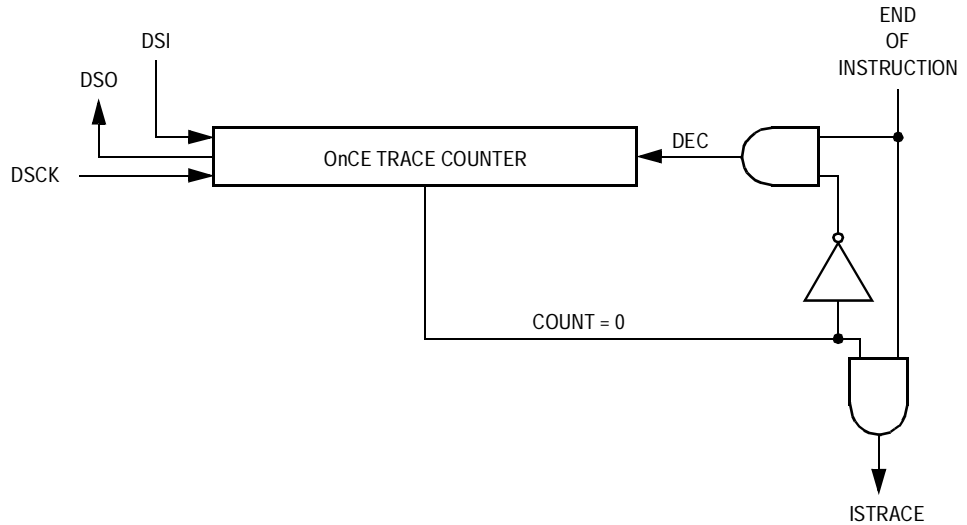 END
OF
INSTRUCTION
DSI
DSO
DSCK
OnCE TRACE COUNTER
DEC
COUNT = 0
ISTRACE